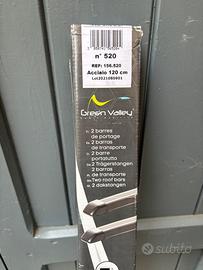 n° 520
REF: 156.520
Acciaio 120 cm
Lot2021080801
Green Valley
2 barres
de portage
2 barras
de transporte
2 barre
portatutto
2 Trägerstangen
2 barras
de transporte
Two roof bars
2 dakstangen
subito